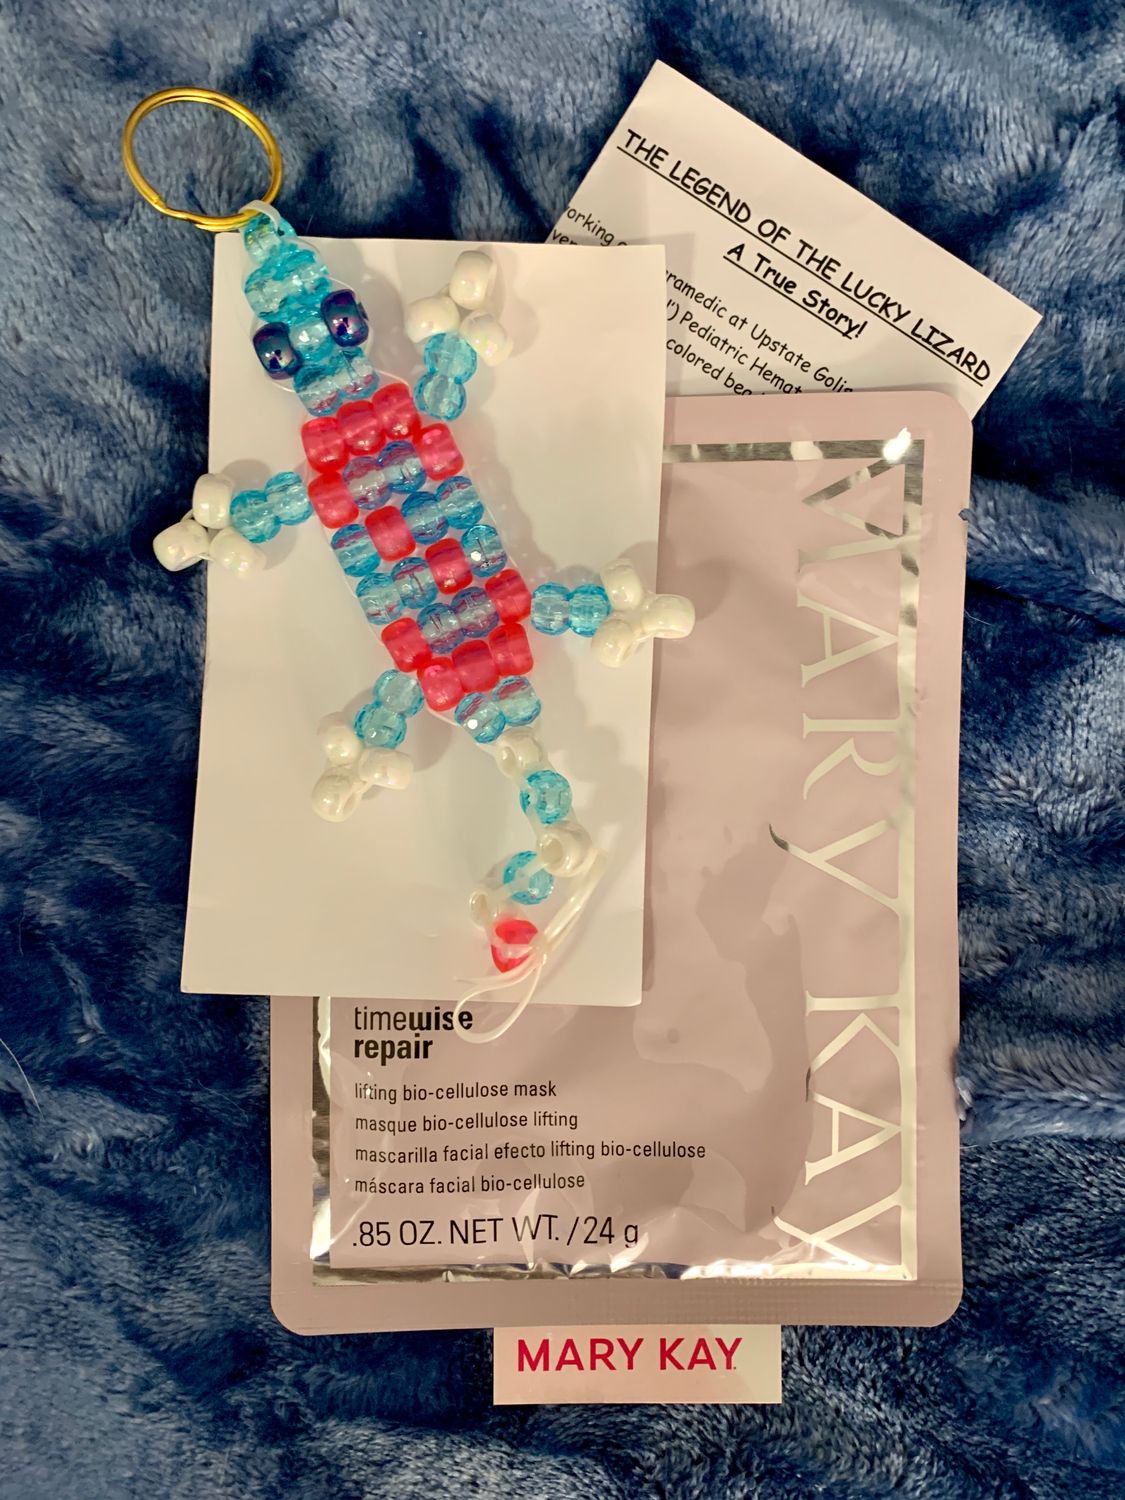 THE LEGEND OF THE LUCKY LIZARD
A True Story!
orking
ramedic at Upstate Golis
") Pediatric Hemat
colored bea
MARY KAY
timewise
repair
lifting bio-cellulose mask
masque bio-cellulose lifting
mascarilla facial efecto lifting bio-cellulose
máscara facial bio-cellulose
.85 OZ. NET WT. / 24 g
MARY KAY